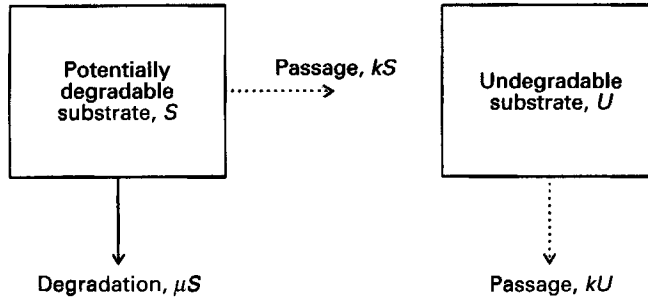 Potentially
degradable
substrate, S
Passage, kS
Undegradable
substrate, U
Degradation, μS
Passage, kU